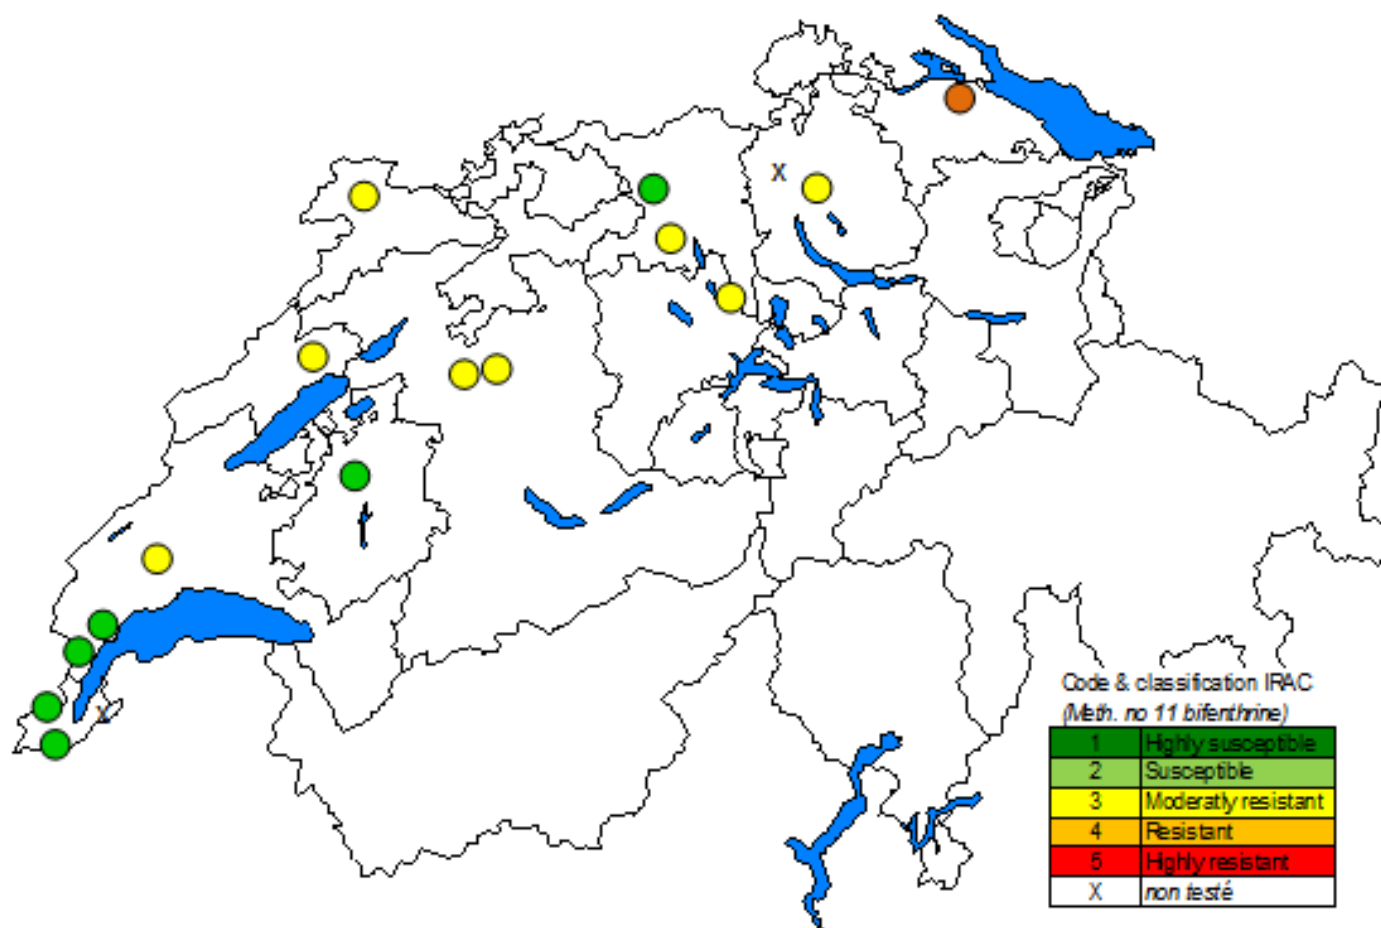 X
X
Code & classification IRAC
(Meth. no 11 bifenthrine)
1 Highly susceptible
2 Susceptible
3 Moderatly resistant
4 Resistant
5 Highly resistant
X non testé